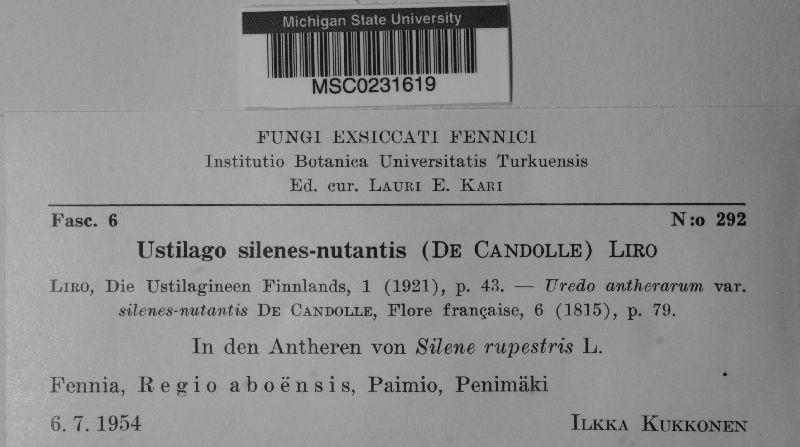 Michigan State University
MSC0231619
FUNGI EXSICCATI FENNICI
Institutio Botanica Universitatis Turkuensis
Ed. cur. LAURI E. KARI
Fasc. 6 N:o 292
Ustilago silenes-nutantis (DE CANDOLLE) LIRO
LIRO, Die Ustilagineen Finnlands, 1 (1921), p. 43. — Uredo antherarum var.
silenes-nutantis DE CANDOLLE, Flore française, 6 (1815), p. 79.
In den Antheren von Silene rupestris L.
Fennia, Regio aboënsis, Paimio, Penimäki
6. 7. 1954 ILKKA KUKKONEN